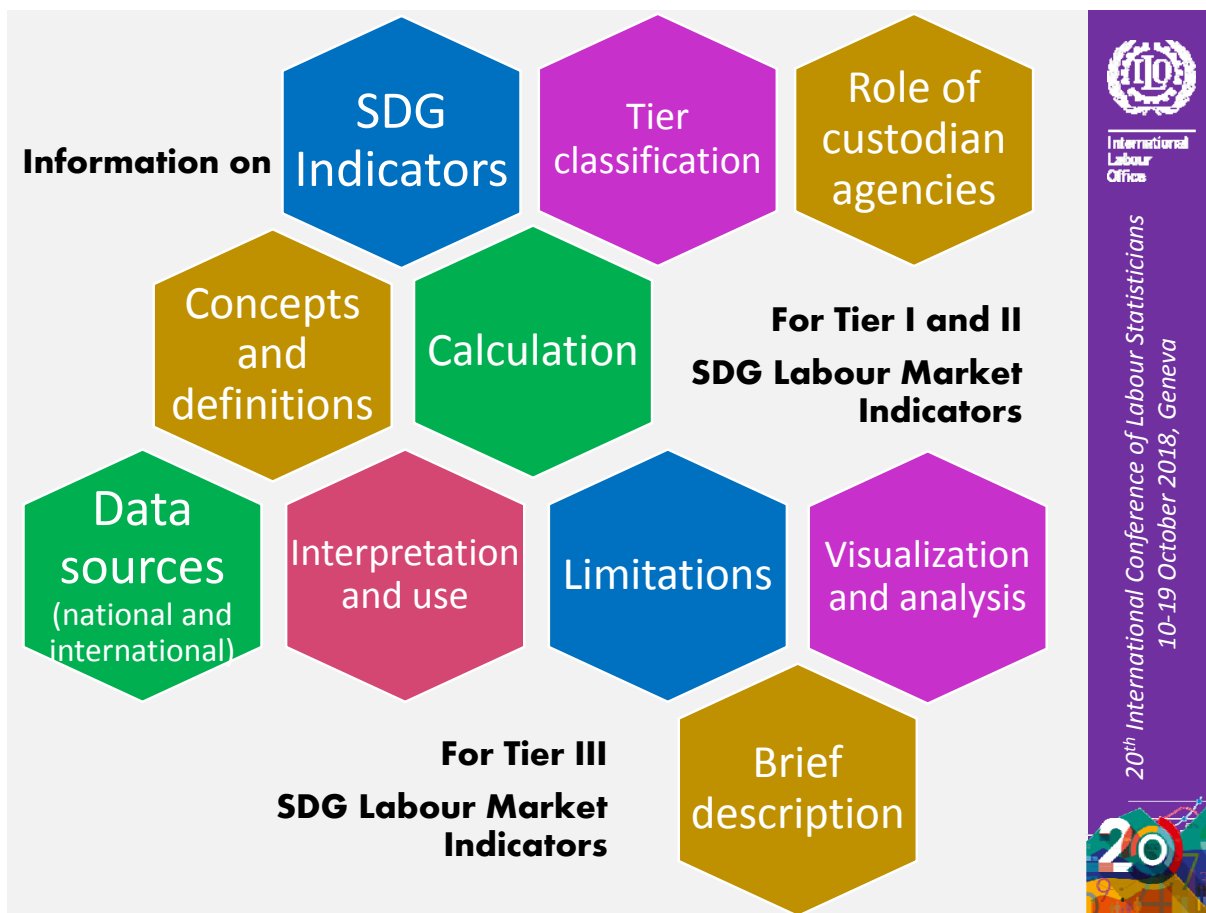 Information on
SDG
Indicators
Tier
classification
Role of
custodian
agencies
Concepts
and
definitions
Calculation
For Tier I and II
SDG Labour Market
Indicators
Data
sources
(national and
international)
Interpretation
and use
Limitations
Visualization
and analysis
For Tier III
SDG Labour Market
Indicators
Brief
description
ILO
International
Labour
Office
20th International Conference of Labour Statisticians
10-19 October 2018, Geneva
20